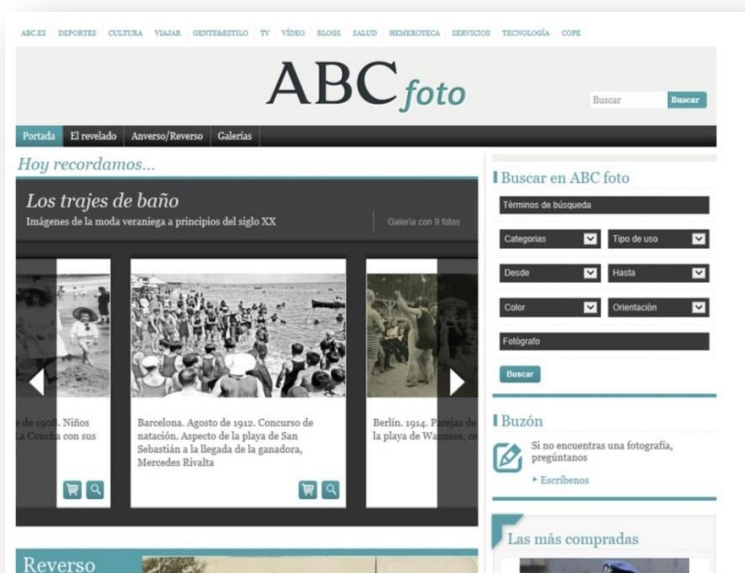 ABC.ES DEPORTES CULTURA VIAJAR GENTE&ESTILO TV VÍDEO BLOGS SALUD HEMEROTECA SERVICIOS TECNOLOGÍA COPE
ABC foto
Buscar Buscar
Portada El revelado Anverso/Reverso Galerías
Hoy recordamos...
Los trajes de baño
Imágenes de la moda veraniega a principios del siglo XX
Galería con 9 fotos
de 1908. Niños
La Concha con sus
Barcelona. Agosto de 1912. Concurso de
natación. Aspecto de la playa de San
Sebastián a la llegada de la ganadora,
Mercedes Rivalta
Berlín. 1914. Parejas de
la playa de Wannsse, ce
Reverso
Buscar en ABC foto
Términos de búsqueda
Categorias Tipo de uso
Desde Hasta
Color Orientación
Fotógrafo
Buscar
Buzón
Si no encuentras una fotografía,
pregúntanos
Escríbenos
Las más compradas